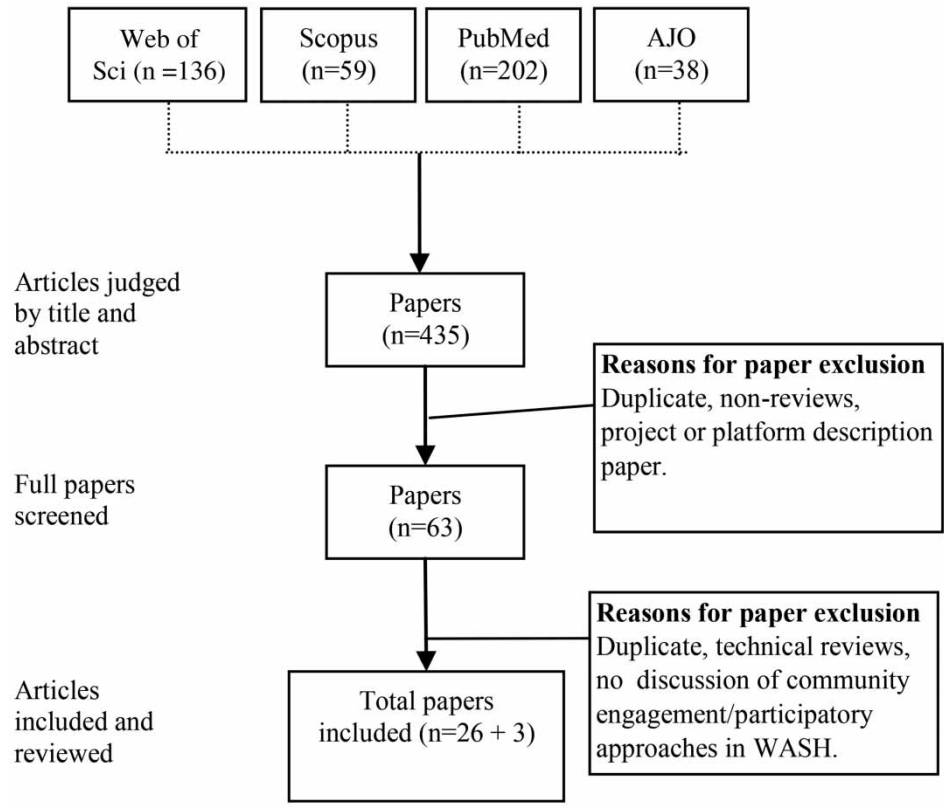 Web of
Sci (n =136)
Scopus
(n=59)
PubMed
(n=202)
AJO
(n=38)
Articles judged
by title and
abstract
Papers
(n=435)
Reasons for paper exclusion
Duplicate, non-reviews,
project or platform description
paper.
Full papers
screened
Papers
(n=63)
Reasons for paper exclusion
Duplicate, technical reviews,
no discussion of community
engagement/participatory
approaches in WASH.
Articles
included and
reviewed
Total papers
included (n=26 + 3)